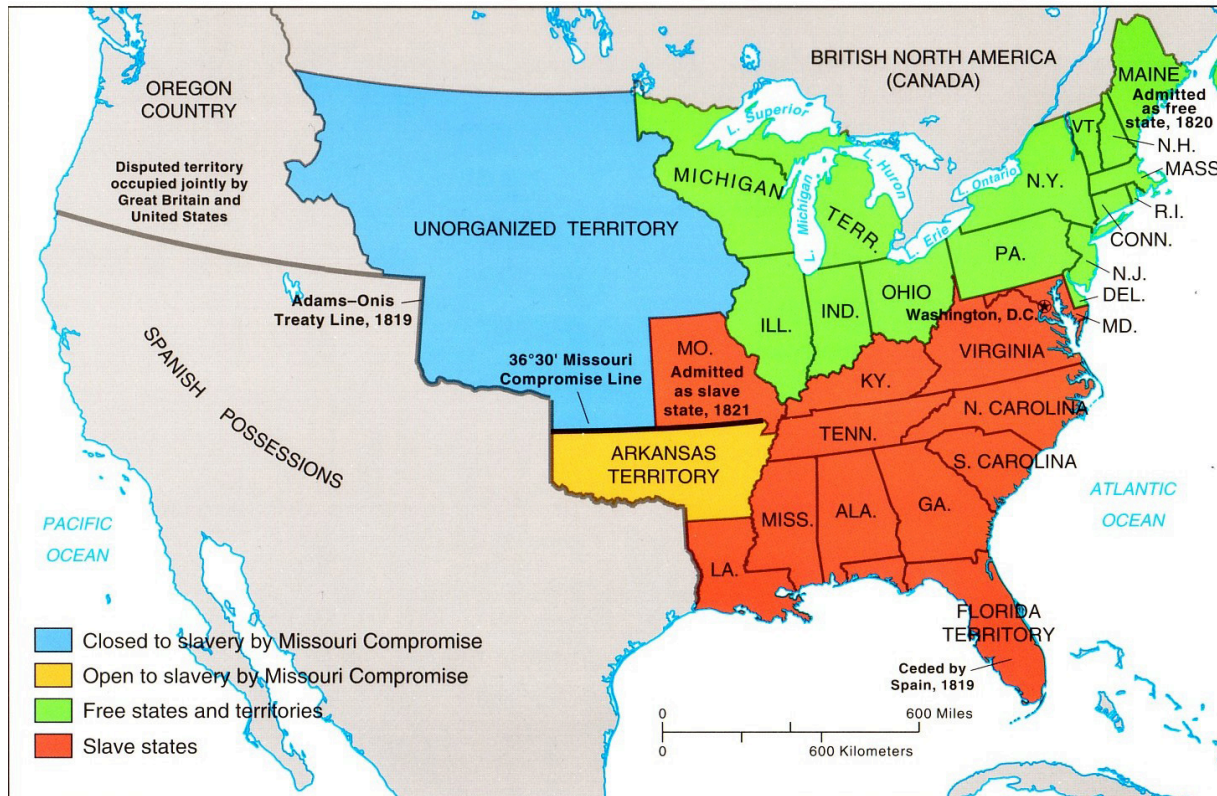 BRITISH NORTH AMERICA
(CANADA)
OREGON
COUNTRY
Disputed territory
occupied jointly by
Great Britain and
United States
UNORGANIZED TERRITORY
L. Superior
MICHIGAN
TERR.
L. Michigan
L. Huron
L. Ontario
L. Erie
MAINE
Admitted
as free
state, 1820
VT.
N.H.
MASS.
N.Y.
R.I.
CONN.
PA.
N.J.
DEL.
MD.
OHIO
IND.
ILL.
Washington, D.C.
Adams–Onis
Treaty Line, 1819
SPANISH POSSESSIONS
36°30' Missouri
Compromise Line
MO.
Admitted
as slave
state, 1821
KY.
VIRGINIA
N. CAROLINA
TENN.
S. CAROLINA
ARKANSAS
TERRITORY
MISS.
ALA.
GA.
LA.
FLORIDA
TERRITORY
Ceded by
Spain, 1819
PACIFIC
OCEAN
ATLANTIC
OCEAN
Closed to slavery by Missouri Compromise
Open to slavery by Missouri Compromise
Free states and territories
Slave states
0 600 Miles
0 600 Kilometers